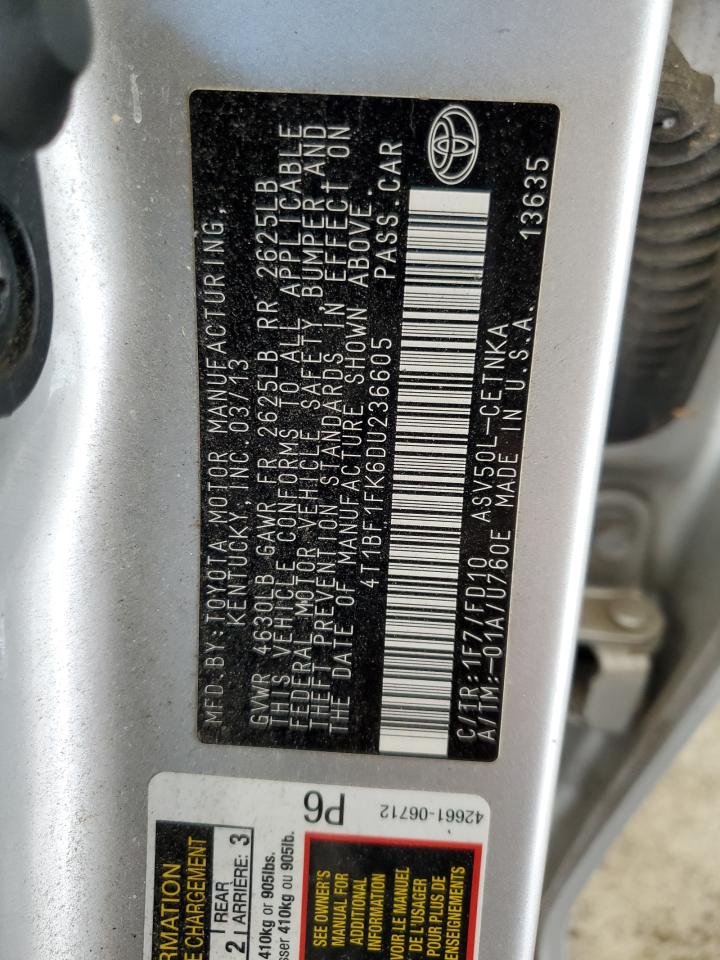 MFD.BY:TOYOTA MOTOR MANUFACTURING,
KENTUCKY, INC.03/13
GVWR 4630LB GAWR FR 2625LB RR 2625LB
THIS VEHICLE CONFORMS TO ALL APPLICABLE
FEDERAL MOTOR VEHICLE SAFETY, BUMPER AND
THEFT PREVENTION STANDARDS IN EFFECT ON
THE DATE OF MANUFACTURE SHOWN ABOVE.
4T1BF1FK6DU236605 PASS.CAR
C/TR:1F7/FD10 ASV50L-CETNKA
A/TM:-01A/U760E MADE IN U.S.A. 13635
P6
42661-06712
CHARGEMENT
REAR
2 ARRIÈRE: 3
410kg or 905lbs.
410kg ou 905lb.
SEE OWNER'S
MANUAL FOR
ADDITIONAL
INFORMATION
VOIR LE MANUEL
DE L'USAGER
POUR PLUS DE